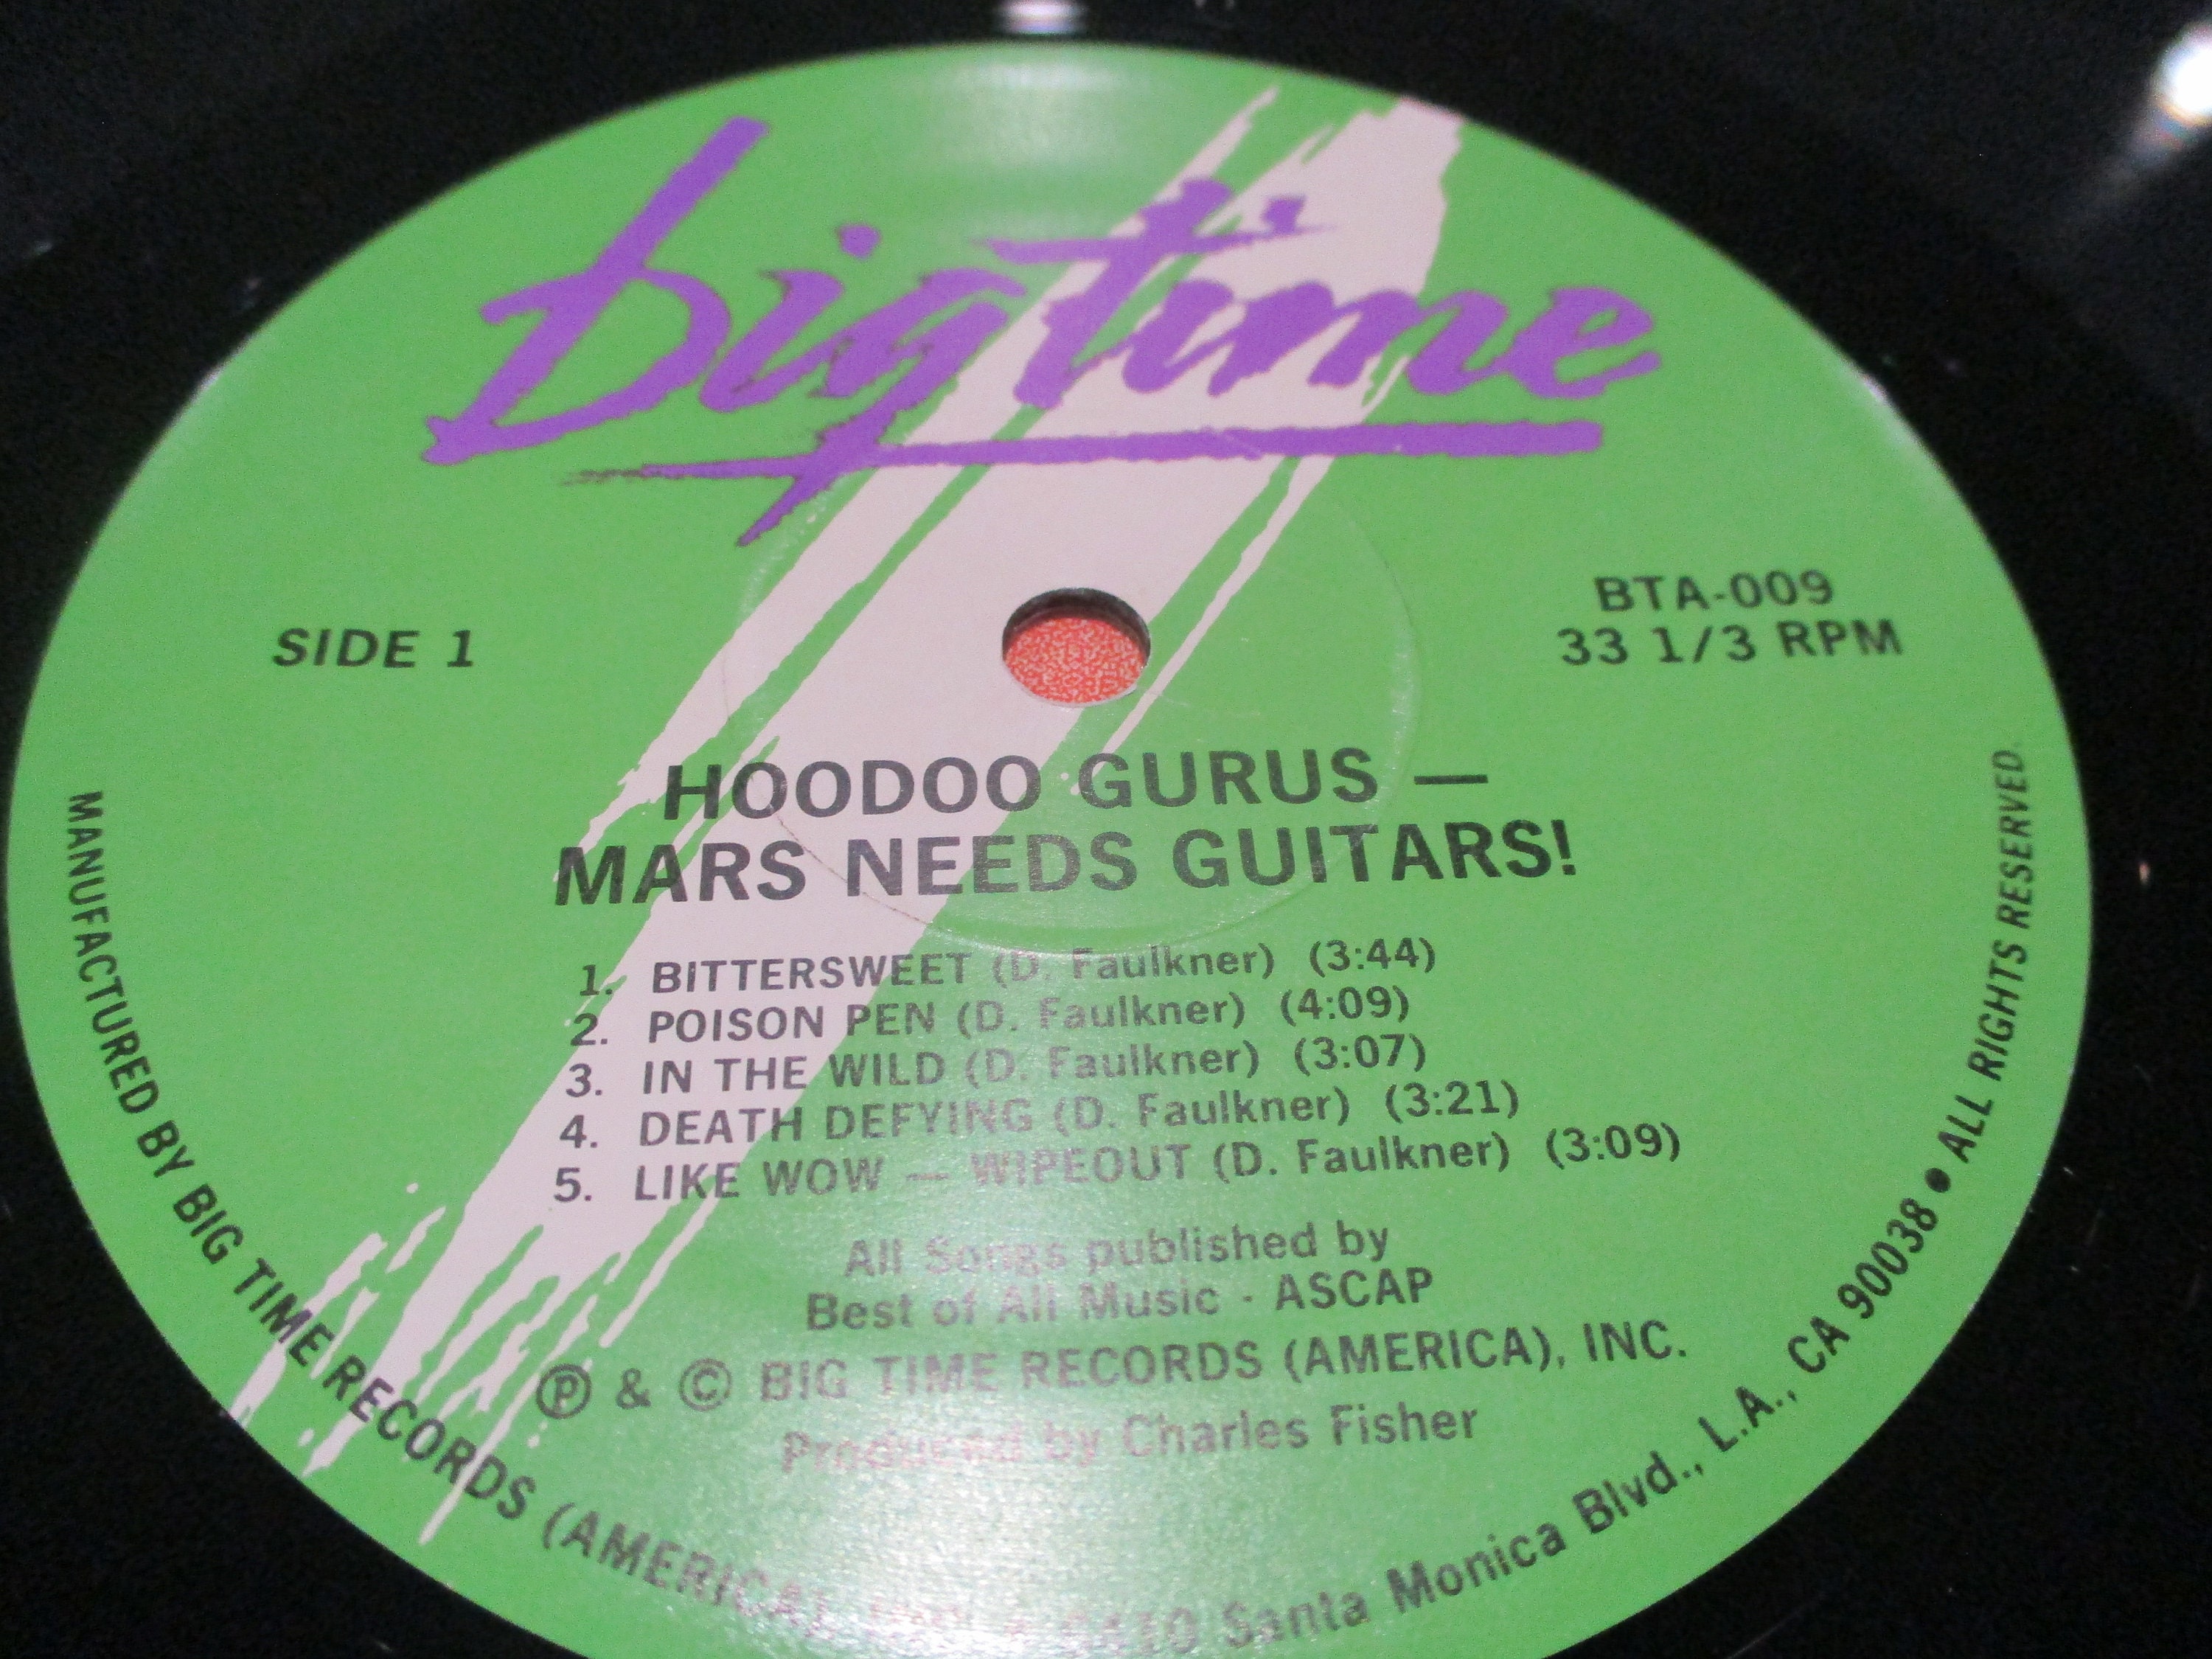 bigtime
SIDE 1
BTA-009
33 1/3 RPM
HOODOO GURUS —
MARS NEEDS GUITARS!
1. BITTERSWEET (D. Faulkner) (3:44)
2. POISON PEN (D. Faulkner) (4:09)
3. IN THE WILD (D. Faulkner) (3:07)
4. DEATH DEFYING (D. Faulkner) (3:21)
5. LIKE WOW — WIPEOUT (D. Faulkner) (3:09)
All Songs published by
Best of All Music - ASCAP
Ⓟ & © BIG TIME RECORDS (AMERICA), INC.
Produced by Charles Fisher
MANUFACTURED BY BIG TIME RECORDS (AMERICA), Santa Monica Blvd., L.A., CA 90038 • ALL RIGHTS RESERVED.